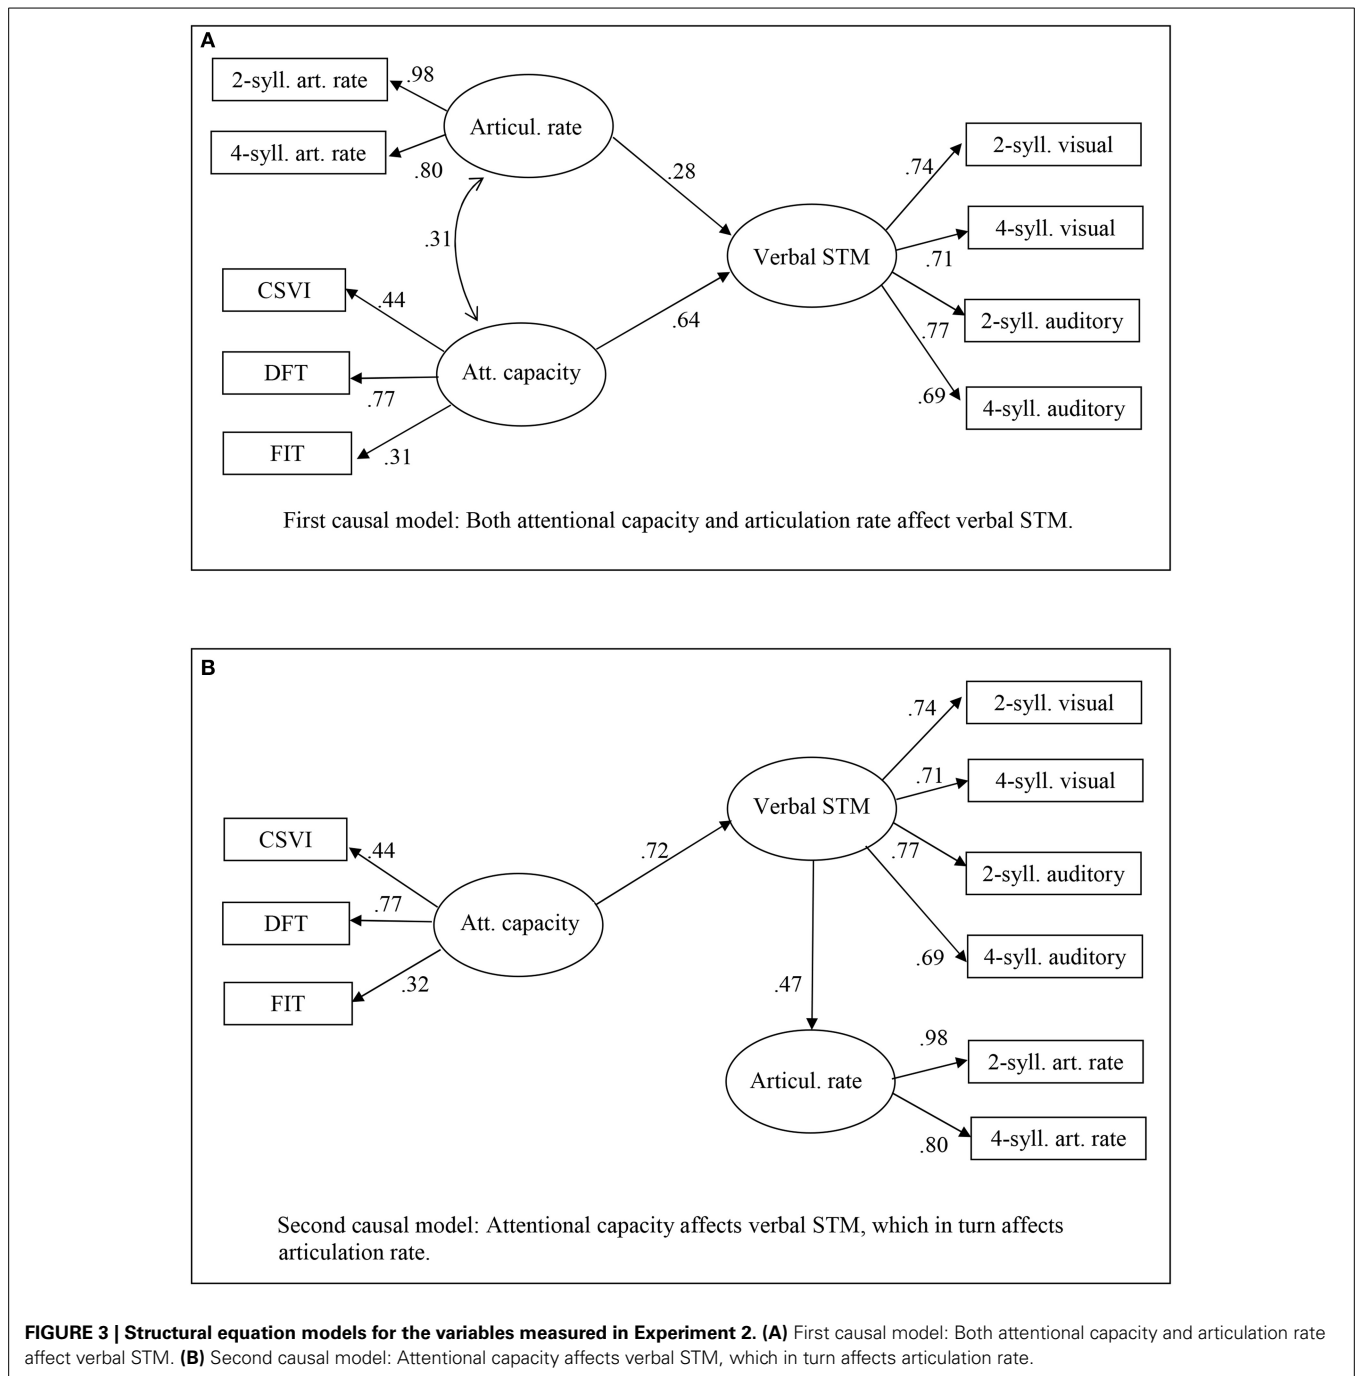 A
2-syll. art. rate
.98
Articul. rate
4-syll. art. rate
.80
.28
2-syll. visual
.74
4-syll. visual
.71
Verbal STM
.31
CSVI
.44
.64
2-syll. auditory
.77
DFT
.77
Att. capacity
.69
4-syll. auditory
FIT
.31
First causal model: Both attentional capacity and articulation rate affect verbal STM.
B
.74
2-syll. visual
.71
4-syll. visual
Verbal STM
CSVI
.44
.72
.77
2-syll. auditory
DFT
.77
Att. capacity
.69
4-syll. auditory
FIT
.32
.47
.98
2-syll. art. rate
Articul. rate
.80
4-syll. art. rate
Second causal model: Attentional capacity affects verbal STM, which in turn affects
articulation rate.
FIGURE 3 | Structural equation models for the variables measured in Experiment 2. (A) First causal model: Both attentional capacity and articulation rate
affect verbal STM. (B) Second causal model: Attentional capacity affects verbal STM, which in turn affects articulation rate.